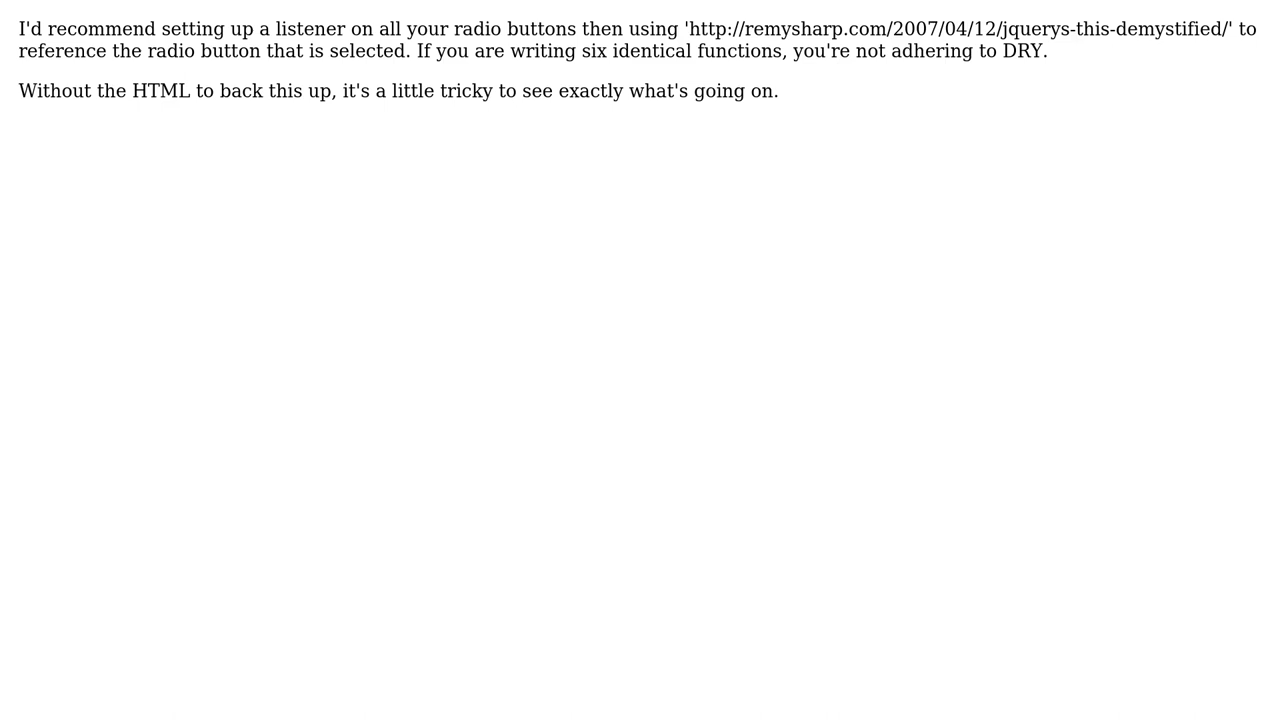 I'd recommend setting up a listener on all your radio buttons then using 'http://remysharp.com/2007/04/12/jquerys-this-demystified/' to
reference the radio button that is selected. If you are writing six identical functions, you're not adhering to DRY.
Without the HTML to back this up, it's a little tricky to see exactly what's going on.